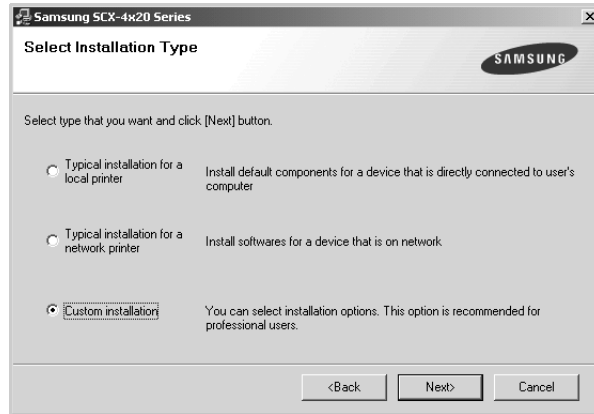 Samsung SCX-4x20 Series
Select Installation Type
SAMSUNG
Select type that you want and click [Next] button.
Typical installation for a
local printer
Install default components for a device that is directly connected to user's
computer
Typical installation for a
network printer
Install softwares for a device that is on network
Custom installation
You can select installation options. This option is recommended for
professional users.
<Back
Next>
Cancel